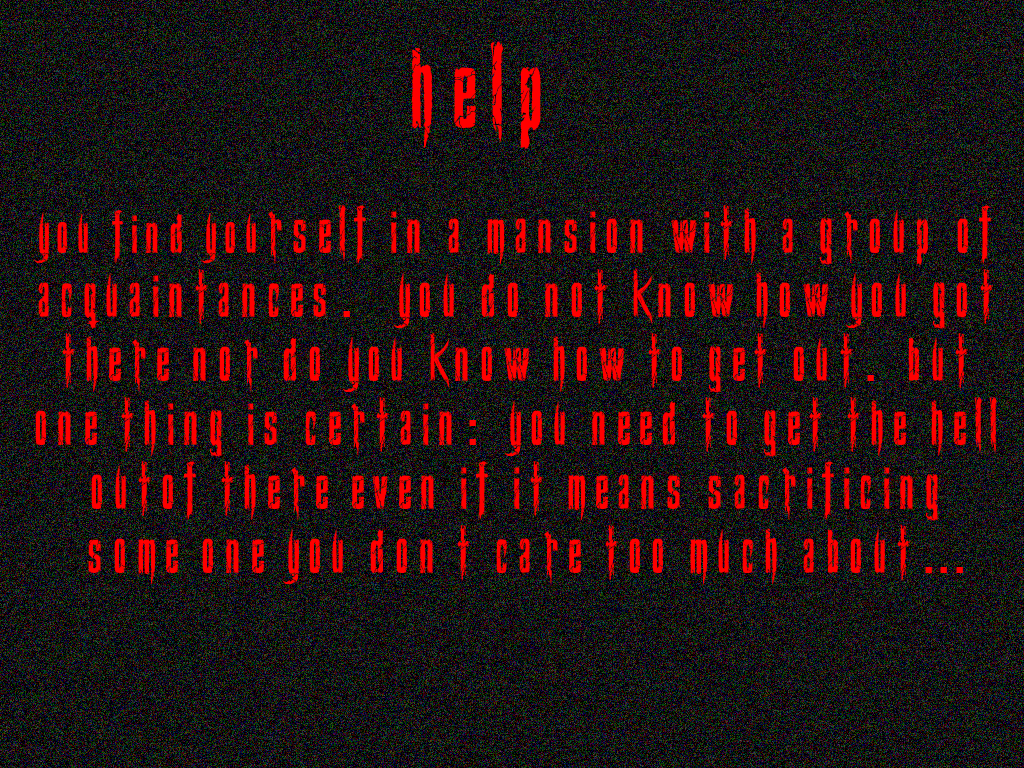 help
you find yourself in a mansion with a group of
acquaintances. you do not know how you got
there nor do you know how to get out. but
one thing is certain: you need to get the hell
outof there even if it means sacrificing
some one you don t care too much about...